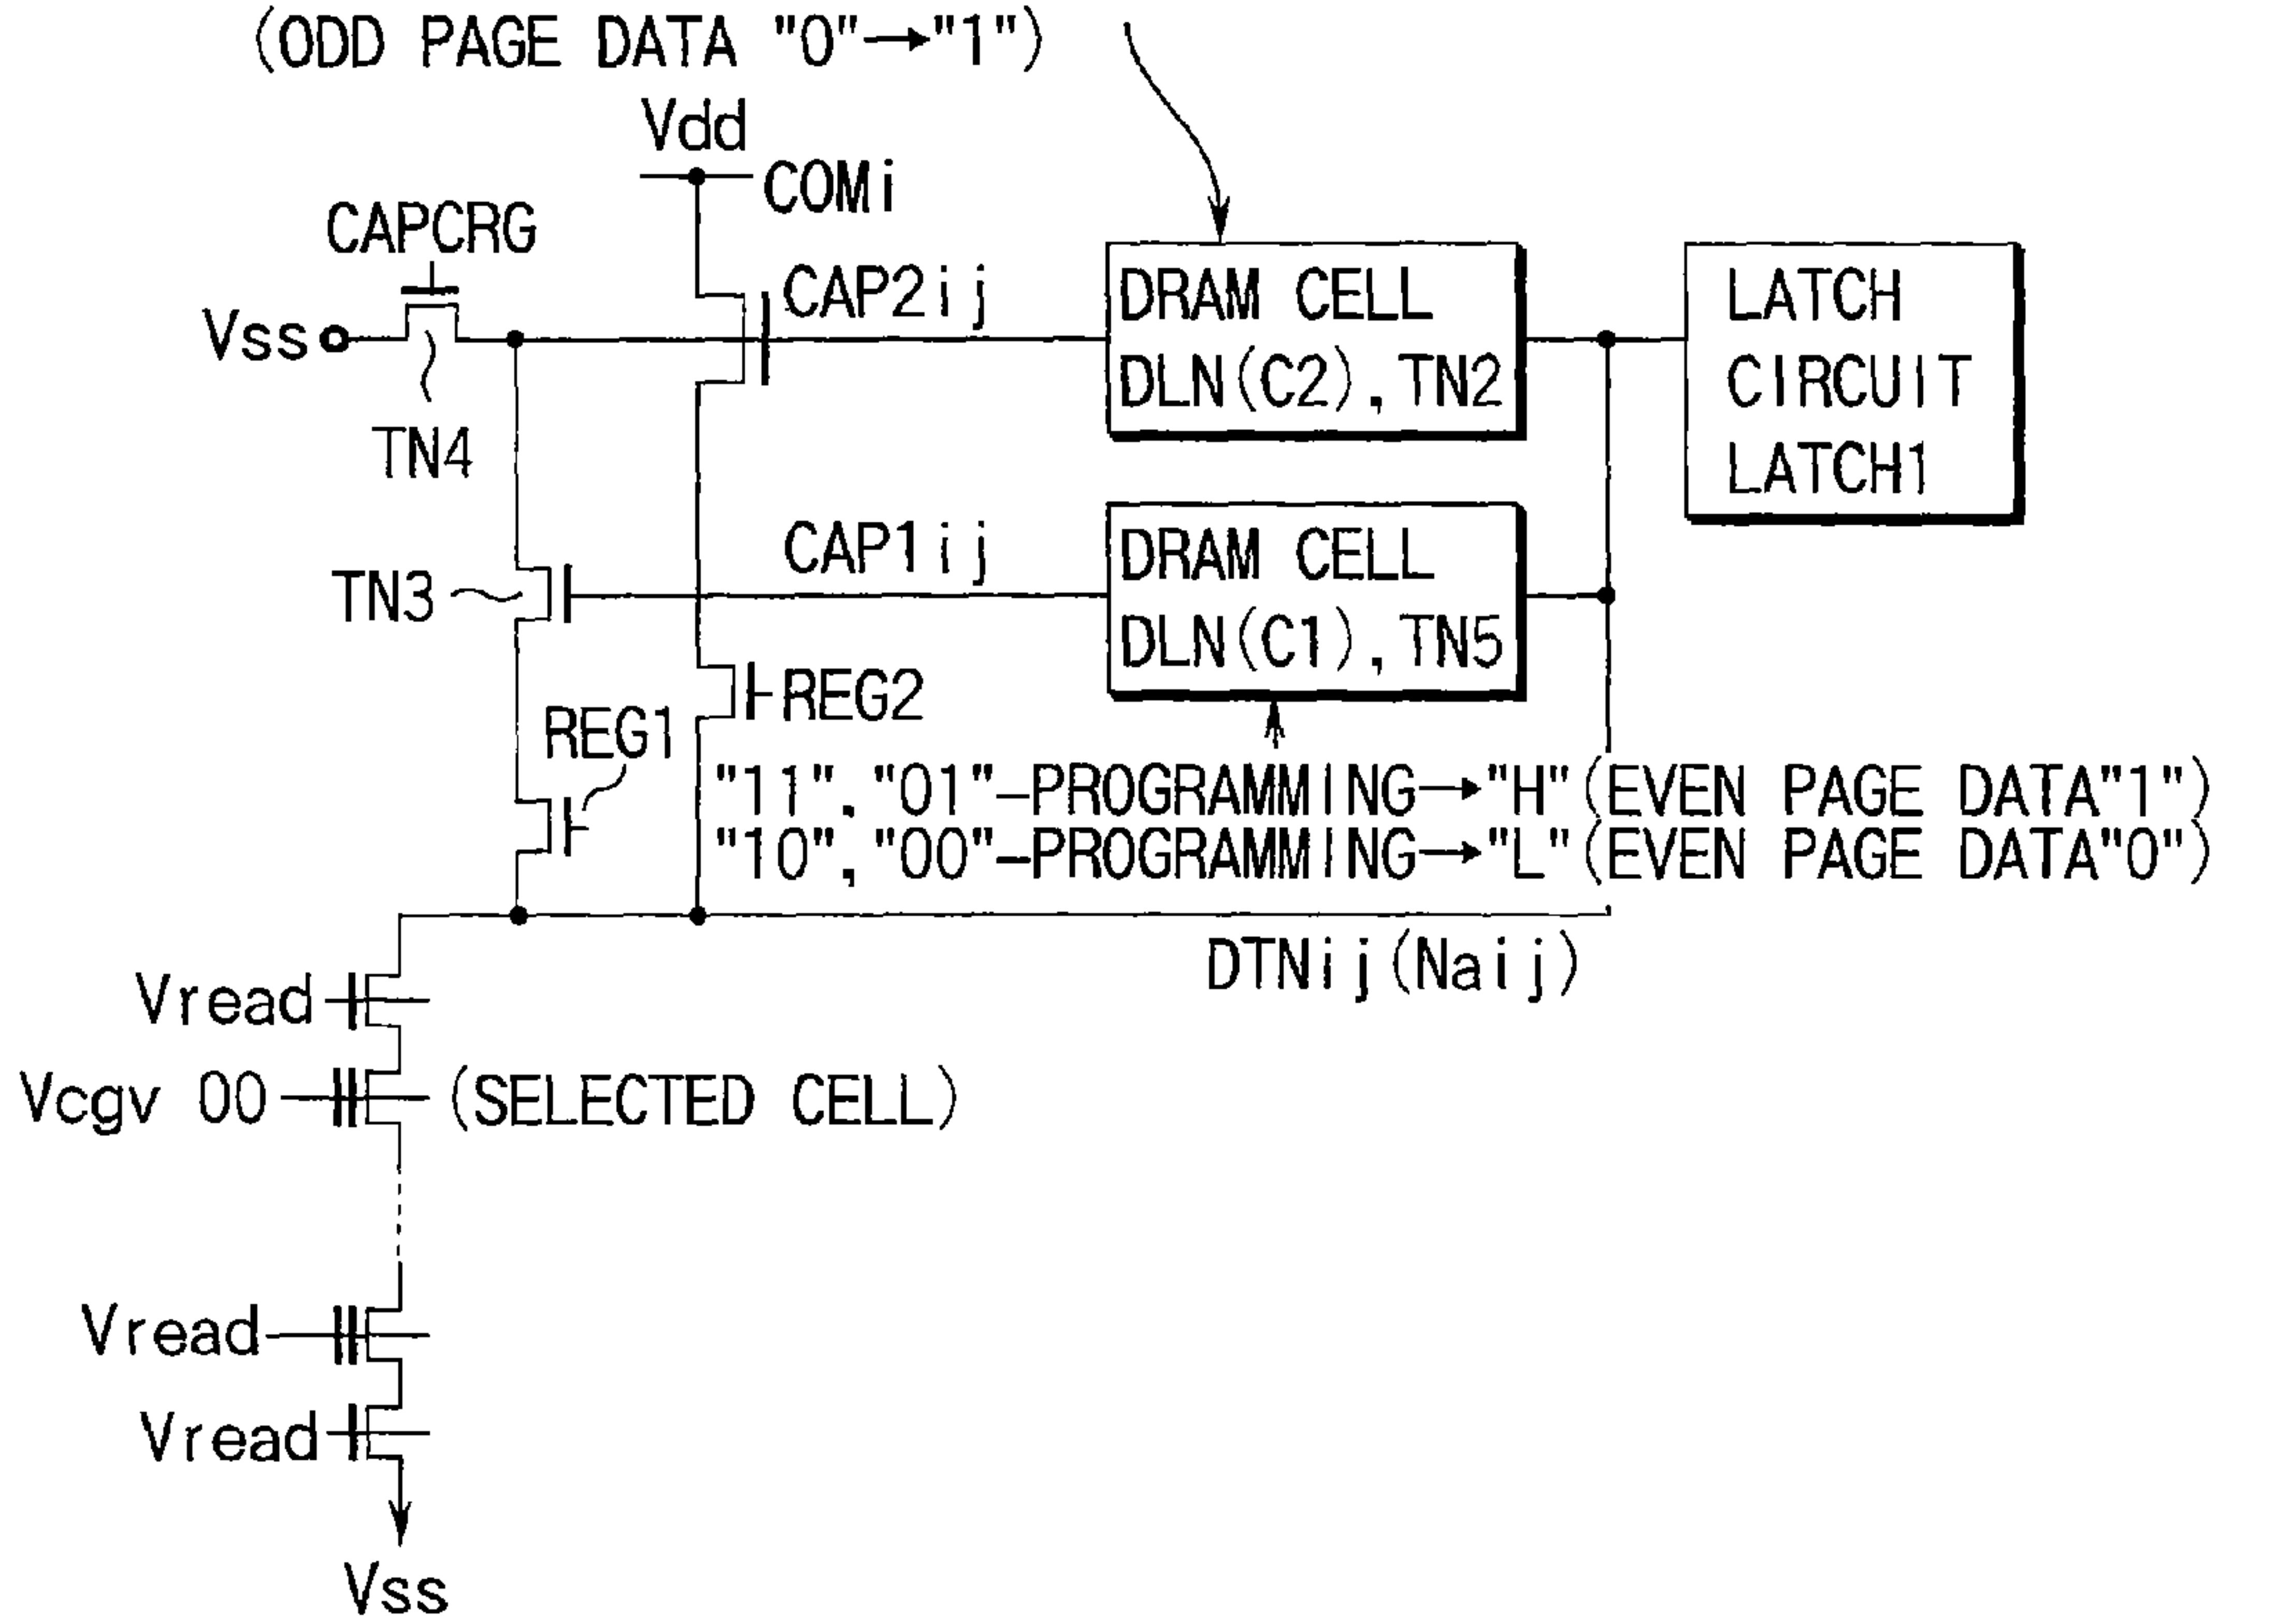 (ODD PAGE DATA "0"→"1")
Vdd
COMi
CAPCRG
CAP2ij
Vss
TN4
DRAM CELL
DLN(C2),TN2
LATCH
CIRCUIT
LATCH1
CAP1ij
TN3
DRAM CELL
DLN(C1),TN5
REG2
REG1
"11","01"-PROGRAMMING→"H"(EVEN PAGE DATA"1")
"10","00"-PROGRAMMING→"L"(EVEN PAGE DATA"0")
DTNij(Naij)
Vread
Vcgv 00
(SELECTED CELL)
Vread
Vread
Vss